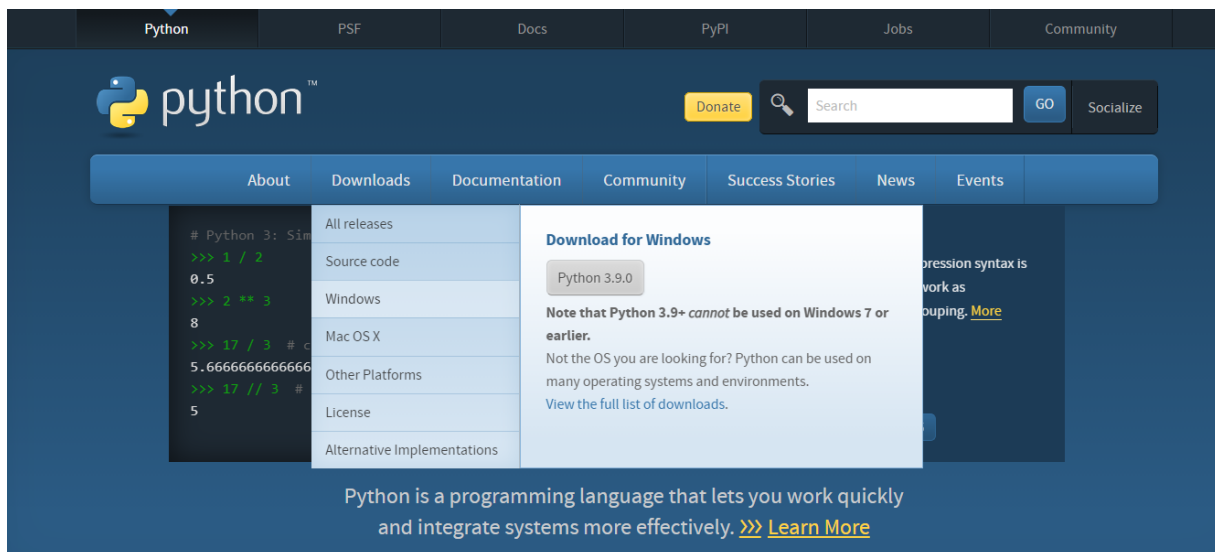 Python PSF Docs PyPI Jobs Community
python™
Donate Search GO Socialize
About Downloads Documentation Community Success Stories News Events
# Python 3: Sim
>>> 1 / 2
0.5
>>> 2 ** 3
8
>>> 17 / 3 # c
5.6666666666666
>>> 17 // 3 #
5
All releases
Source code
Windows
Mac OS X
Other Platforms
License
Alternative Implementations
Download for Windows
Python 3.9.0
Note that Python 3.9+ cannot be used on Windows 7 or
earlier.
Not the OS you are looking for? Python can be used on
many operating systems and environments.
View the full list of downloads.
pression syntax is
work as
ouping. More
Python is a programming language that lets you work quickly
and integrate systems more effectively. >>> Learn More